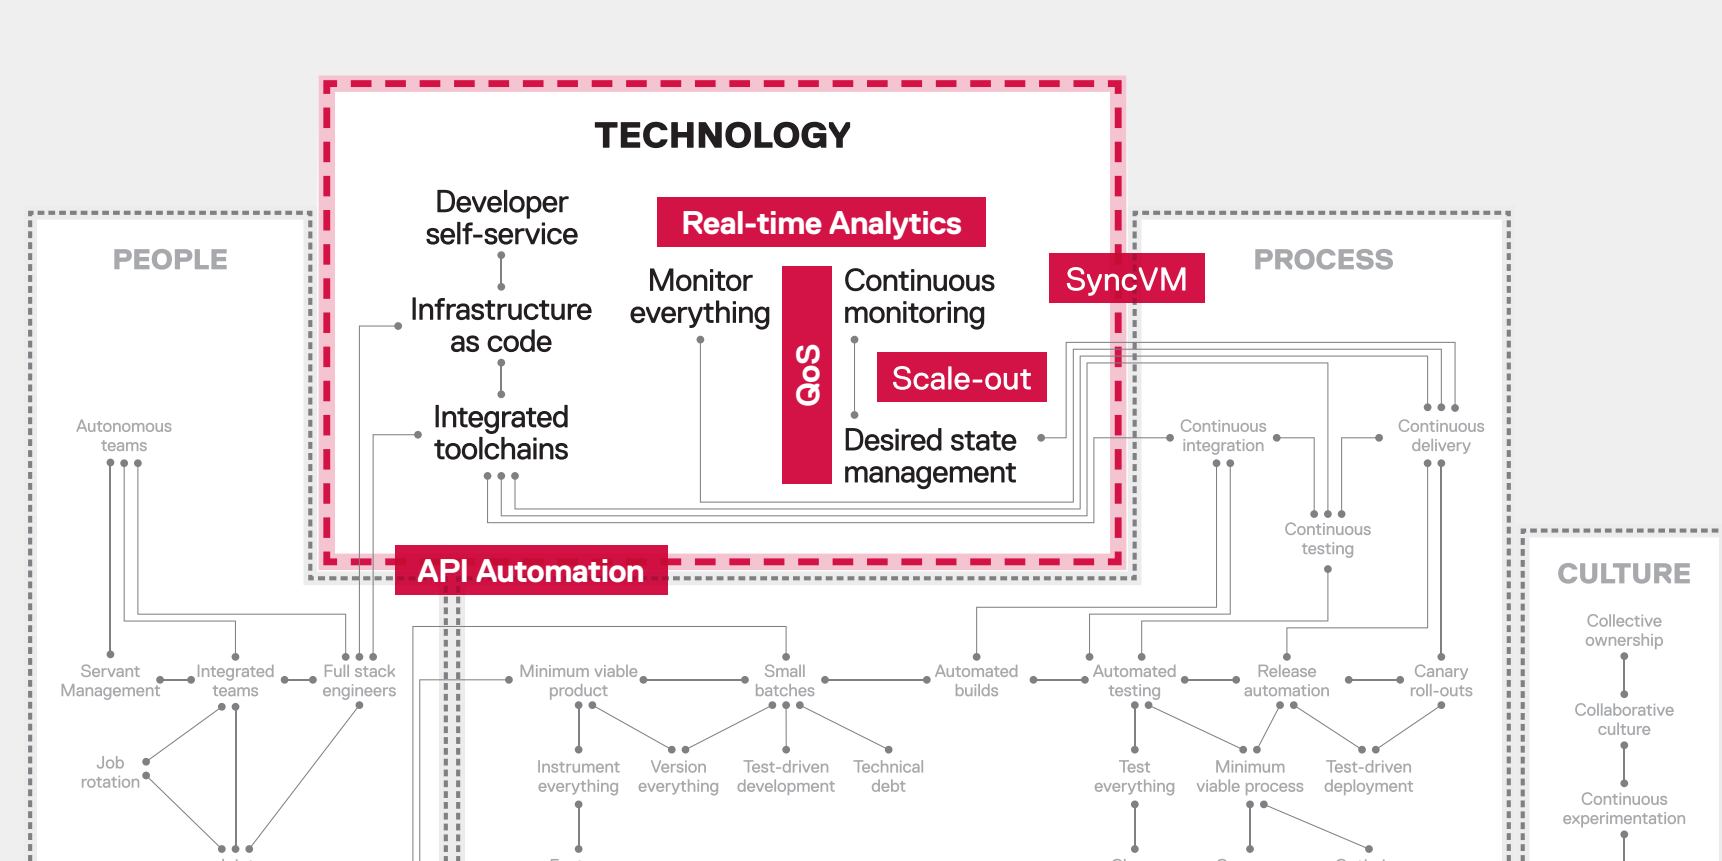 TECHNOLOGY
Developer
self-service
Real-time Analytics
Infrastructure
as code
Monitor
everything
QoS
Continuous
monitoring
SyncVM
Scale-out
Integrated
toolchains
Desired state
management
API Automation
PEOPLE
Autonomous
teams
Servant
Management
Integrated
teams
Full stack
engineers
Job
rotation
PROCESS
Continuous
integration
Continuous
delivery
Continuous
testing
Minimum viable
product
Small
batches
Automated
builds
Automated
testing
Release
automation
Canary
roll-outs
Instrument
everything
Version
everything
Test-driven
development
Technical
debt
Test
everything
Minimum
viable process
Test-driven
deployment
CULTURE
Collective
ownership
Collaborative
culture
Continuous
experimentation